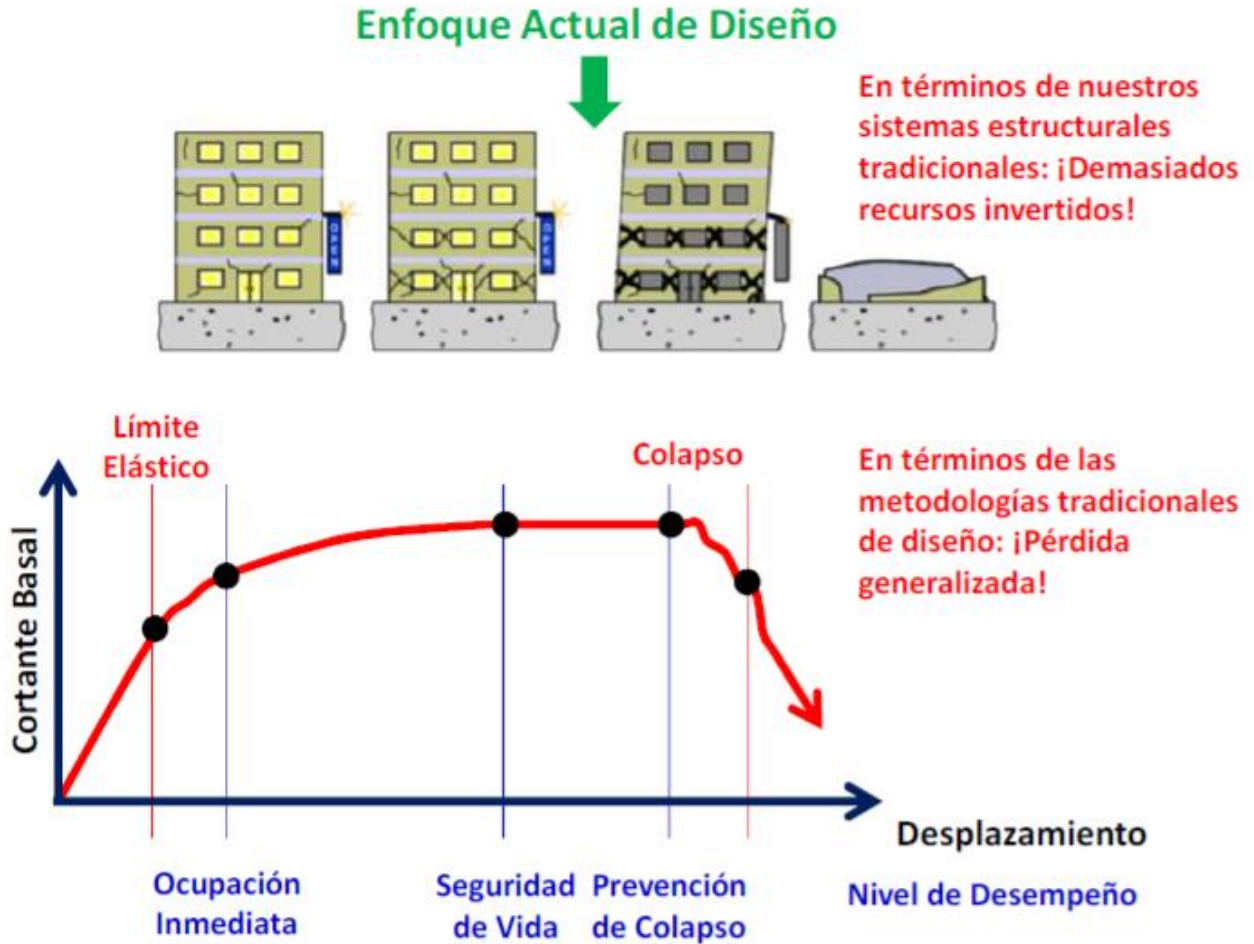 Enfoque Actual de Diseño
En términos de nuestros
sistemas estructurales
tradicionales: ¡Demasiados
recursos invertidos!
OPEN
OPEN
Límite
Elástico
Colapso
En términos de las
metodologías tradicionales
de diseño: ¡Pérdida
generalizada!
Cortante Basal
Desplazamiento
Ocupación
Inmediata
Seguridad
de Vida
Prevención
de Colapso
Nivel de Desempeño